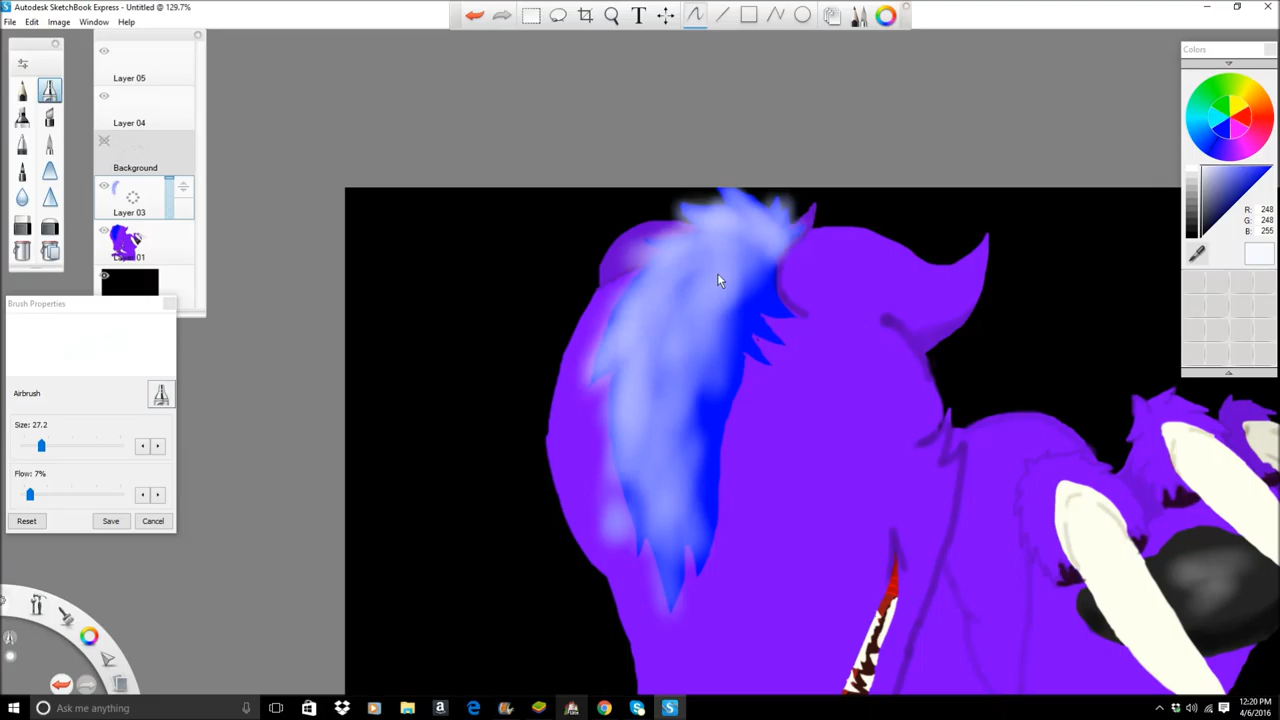 Autodesk SketchBook Express - Untitled @ 129.7%
File Edit Image Window Help
T
Layer 05
Layer 04
Background
Layer 03
Layer 01
Brush Properties
Airbrush
Size: 27.2
Flow: 7%
Reset Save Cancel
Colors
R: 248
G: 248
B: 255
Ask me anything
12:20 PM
4/6/2016